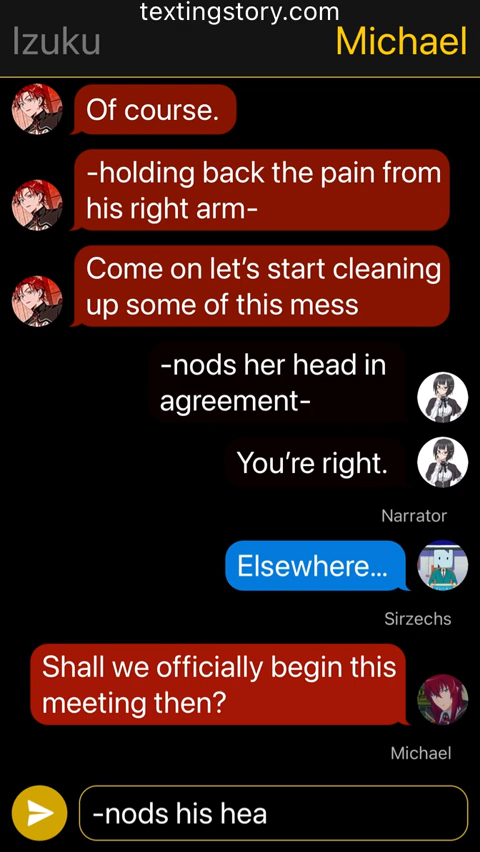 textingstory.com
Izuku
Michael
Of course.
-holding back the pain from
his right arm-
Come on let’s start cleaning
up some of this mess
-nods her head in
agreement-
You’re right.
Narrator
Elsewhere...
Sirzechs
Shall we officially begin this
meeting then?
Michael
-nods his hea